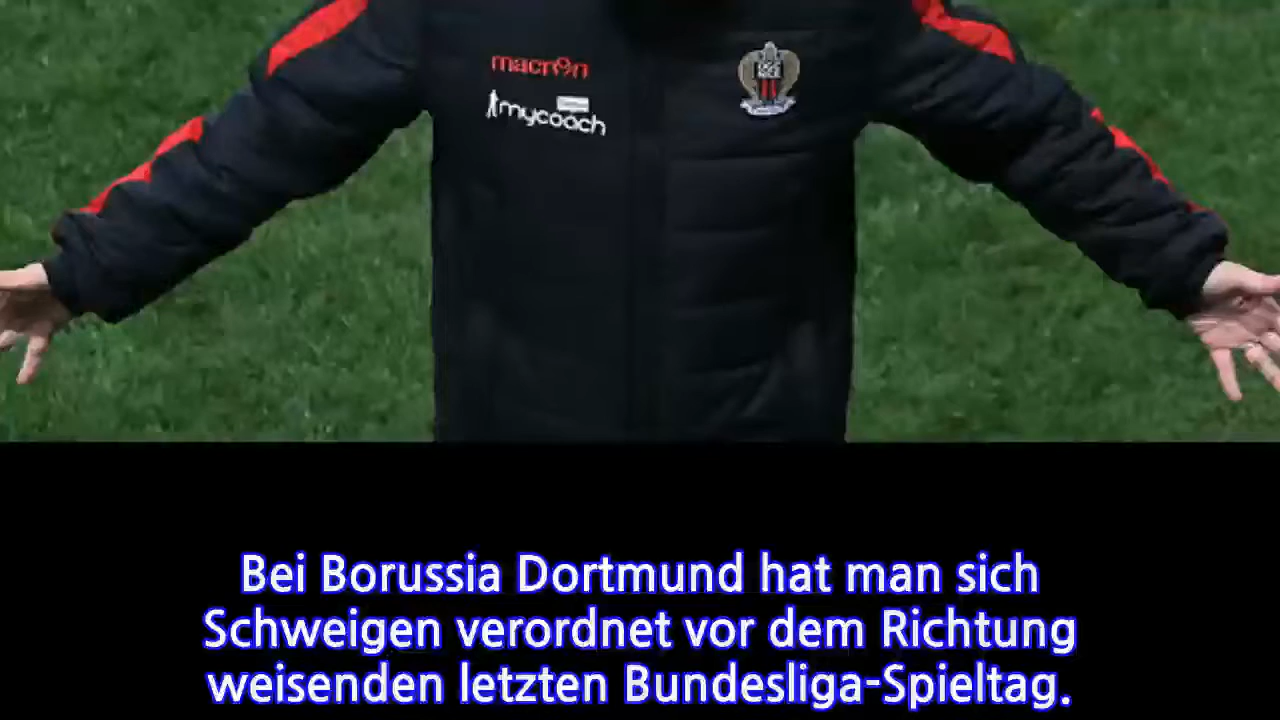 macron
mycoach
Bei Borussia Dortmund hat man sich
Schweigen verordnet vor dem Richtung
weisenden letzten Bundesliga-Spieltag.